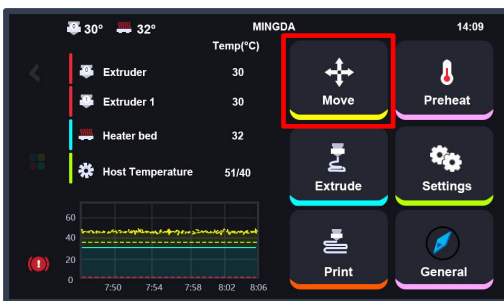 30° 32° MINGDA 14:09
Temp(°C)
Extruder 30
Extruder 1 30
Heater bed 32
Host Temperature 51/40
Move
Preheat
Extrude
Settings
Print
General
60
40
20
0
7:50 7:54 7:58 8:02 8:06